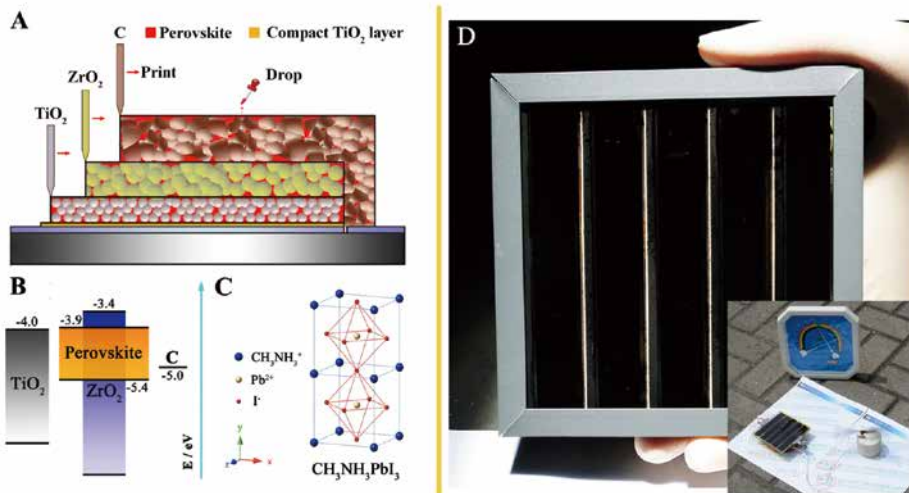 A
C
Perovskite
Compact TiO₂ layer
ZrO₂
Print
Drop
TiO₂
B
-3.4
-4.0
-3.9
Perovskite
C
-5.0
TiO₂
ZrO₂
-5.4
E / eV
C
CH₃NH₃⁺
Pb²⁺
I⁻
y
z
x
CH₃NH₃PbI₃
D